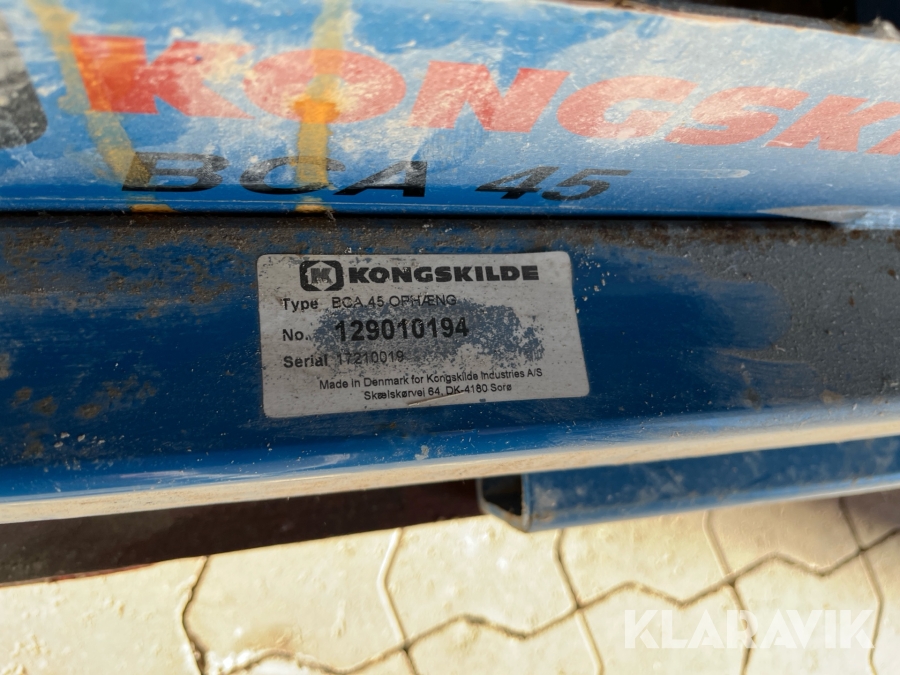 KONGSK
BCA 45
KONGSKILDE
Type BCA 45 OPHÆNG
No. 129010194
Serial 17210019
Made in Denmark for Kongskilde Industries A/S
Skælskørvej 64, DK-4180 Sorø
KLARAVIK